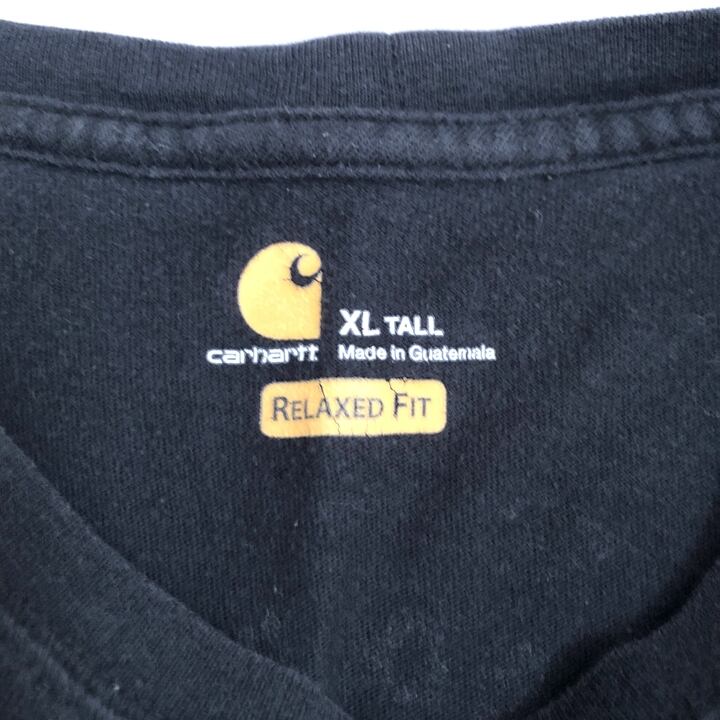 XL TALL
carhartt Made in Guatemala
RELAXED FIT